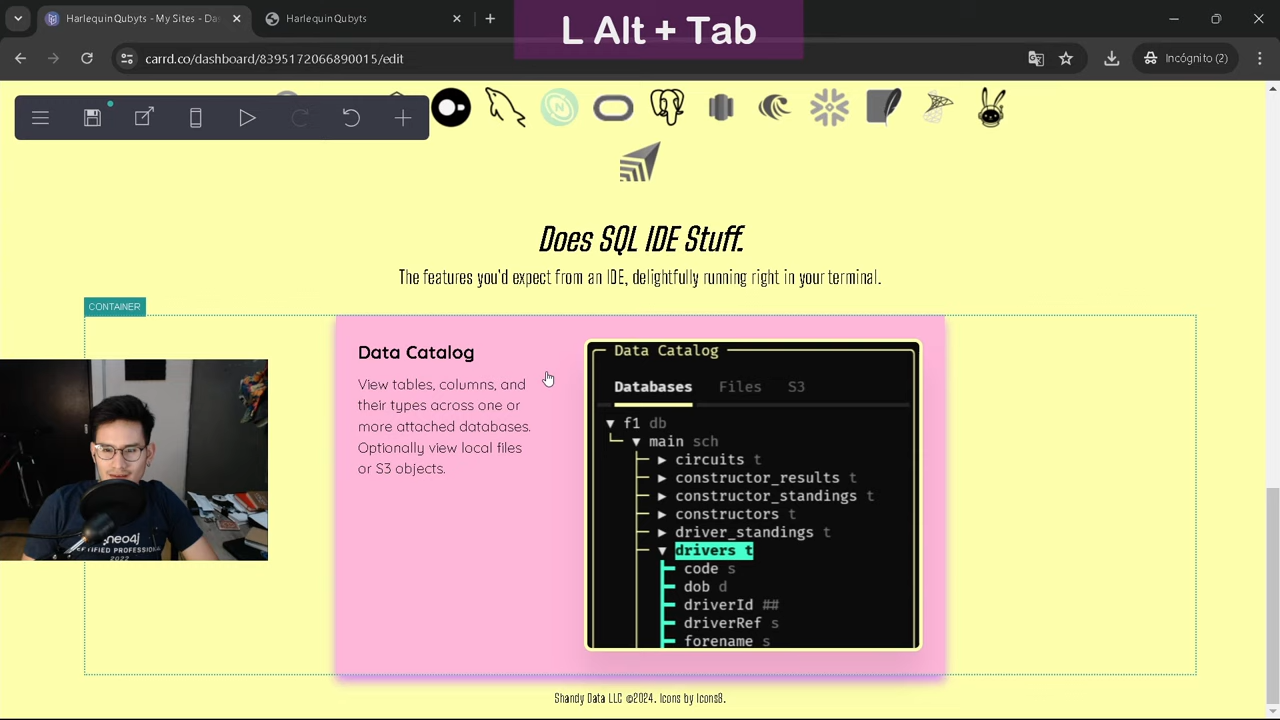 L Alt + Tab
HarlequinQubyts - My Sites - Da
HarlequinQubyts
carrd.co/dashboard/8395172066890015/edit
Incógnito (2)
Does SQL IDE Stuff.
The features you'd expect from an IDE, delightfully running right in your terminal.
CONTAINER
Data Catalog
View tables, columns, and
their types across one or
more attached databases.
Optionally view local files
or S3 objects.
Data Catalog
Databases Files S3
f1 db
main sch
circuits t
constructor_results t
constructor_standings t
constructors t
driver_standings t
drivers t
code s
dob d
driverId ##
driverRef s
forename s
neo4j
2022
Shandy Data LLC ©2024. Icons by Icons8.